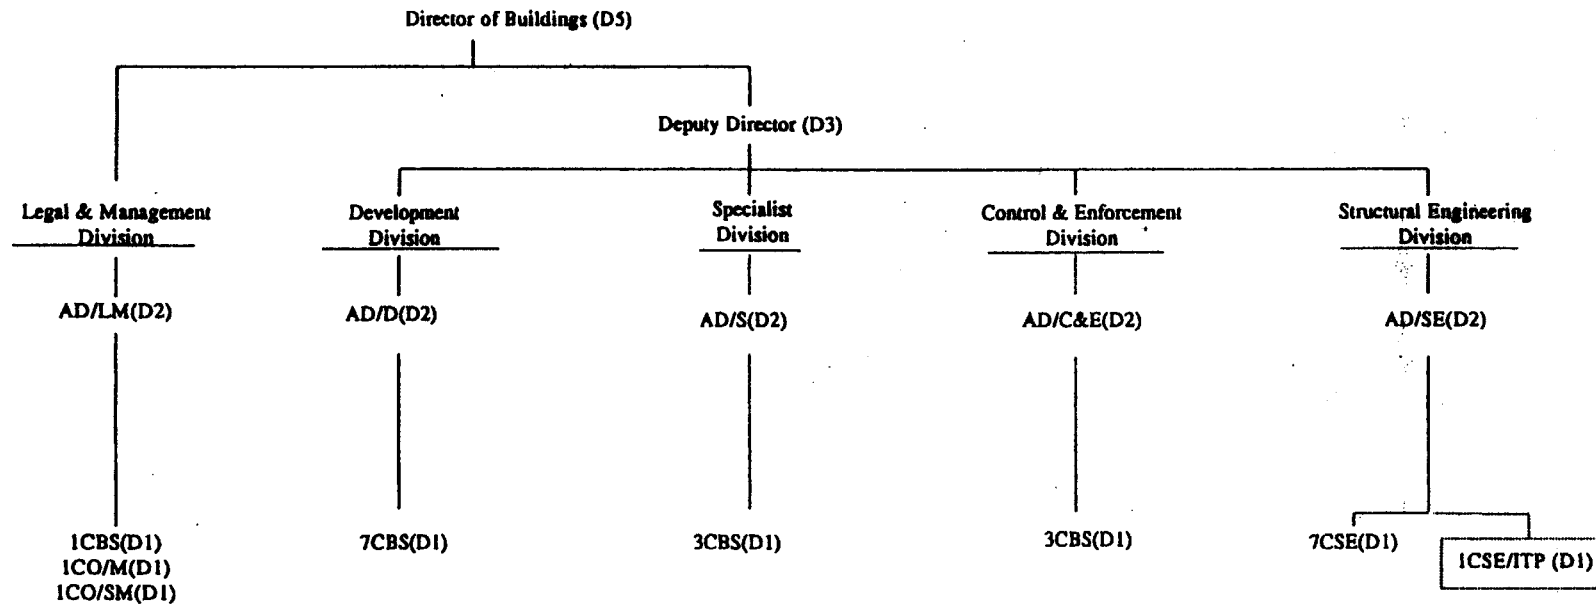 Director of Buildings (D5)
Deputy Director (D3)
Legal & Management
Division
Development
Division
Specialist
Division
Control & Enforcement
Division
Structural Engineering
Division
AD/LM(D2)
AD/D(D2)
AD/S(D2)
AD/C&E(D2)
AD/SE(D2)
1CBS(D1)
1CO/M(D1)
1CO/SM(D1)
7CBS(D1)
3CBS(D1)
3CBS(D1)
7CSE(D1)
1CSE/ITP (D1)